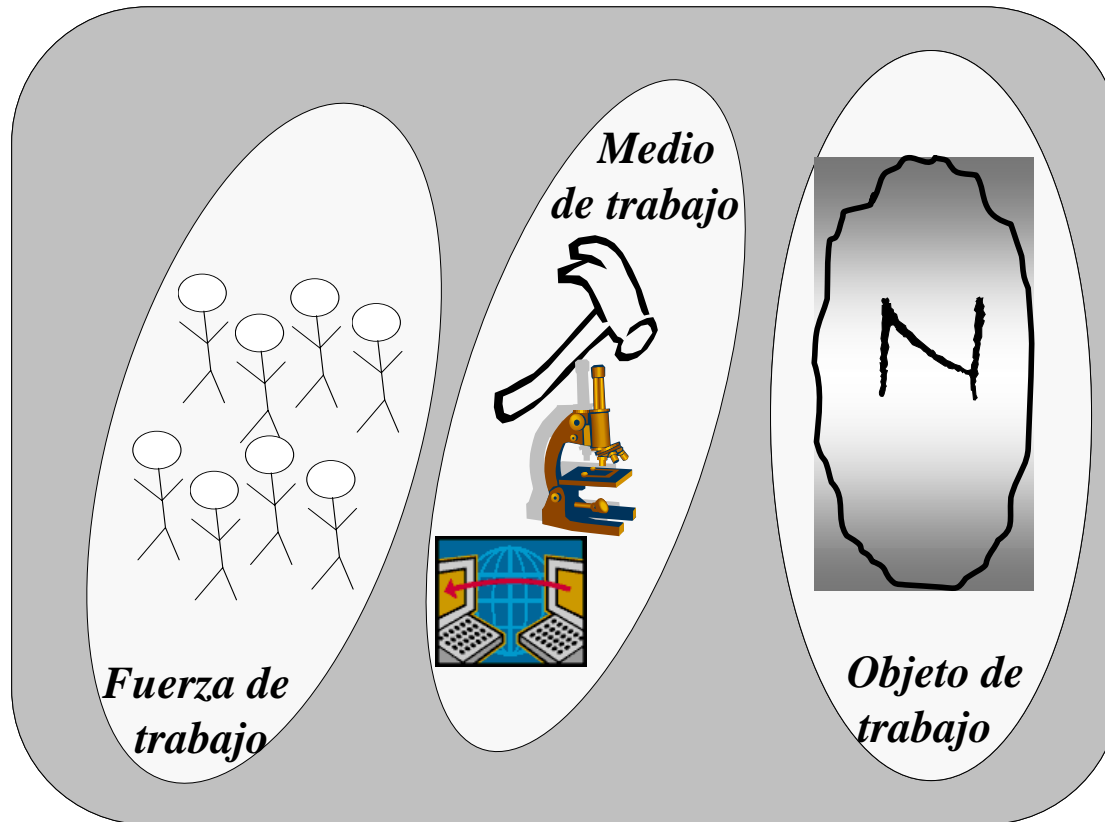 Fuerza de
trabajo
Medio
de trabajo
N
Objeto de
trabajo